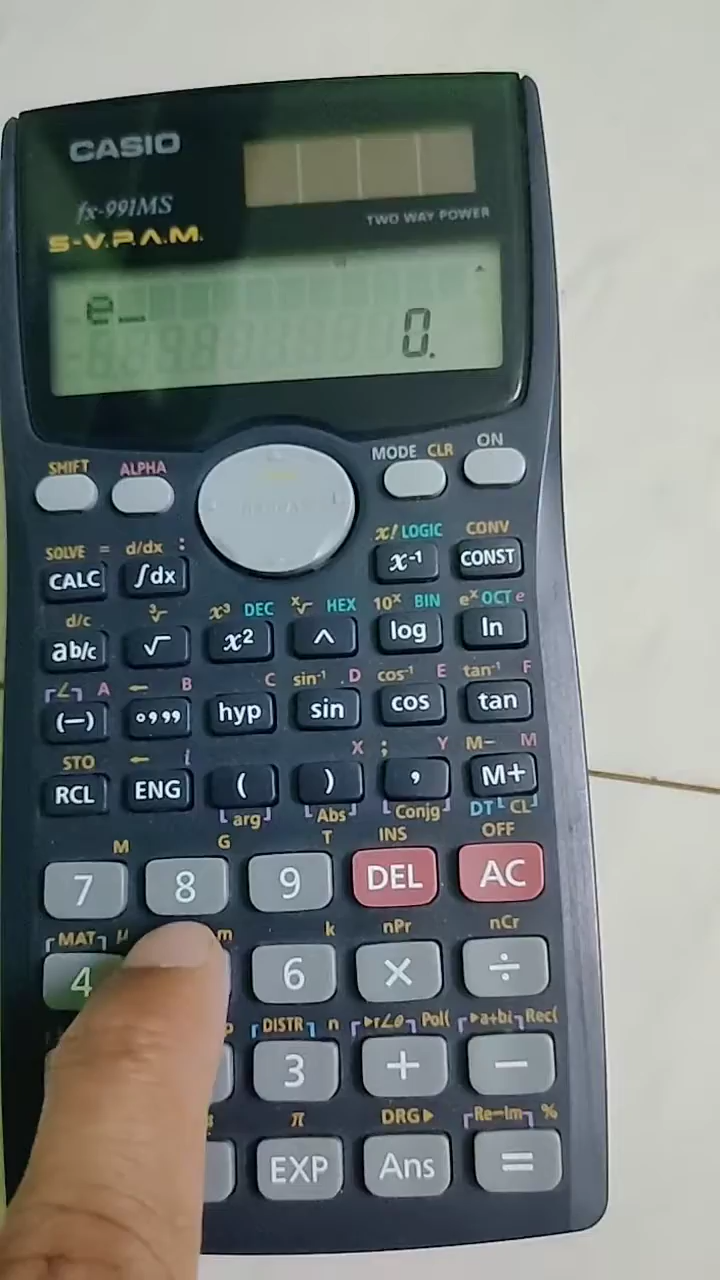 CASIO
fx-991MS
TWO WAY POWER
S-V.P.A.M.
e_
0.
SHIFT ALPHA MODE CLR ON
x! LOGIC CONV
SOLVE = d/dx :
CALC ∫dx x⁻¹ CONST
d/c ³√ x³ DEC ˣ√ HEX 10ˣ BIN eˣ OCT e
ab/c √ x² ^ log ln
∠ A ← B C sin⁻¹ D cos⁻¹ E tan⁻¹ F
(−) °,,, hyp sin cos tan
STO ← i X ; Y M− M
RCL ENG ( ) , M+
arg Abs Conjg DT CL
M G T INS OFF
7 8 9 DEL AC
MAT μ m k nPr nCr
4 6 × ÷
DISTR n ▶r∠θ Pol( ▶a+bi Rec(
3 + −
π DRG▶ Re↔Im %
EXP Ans =